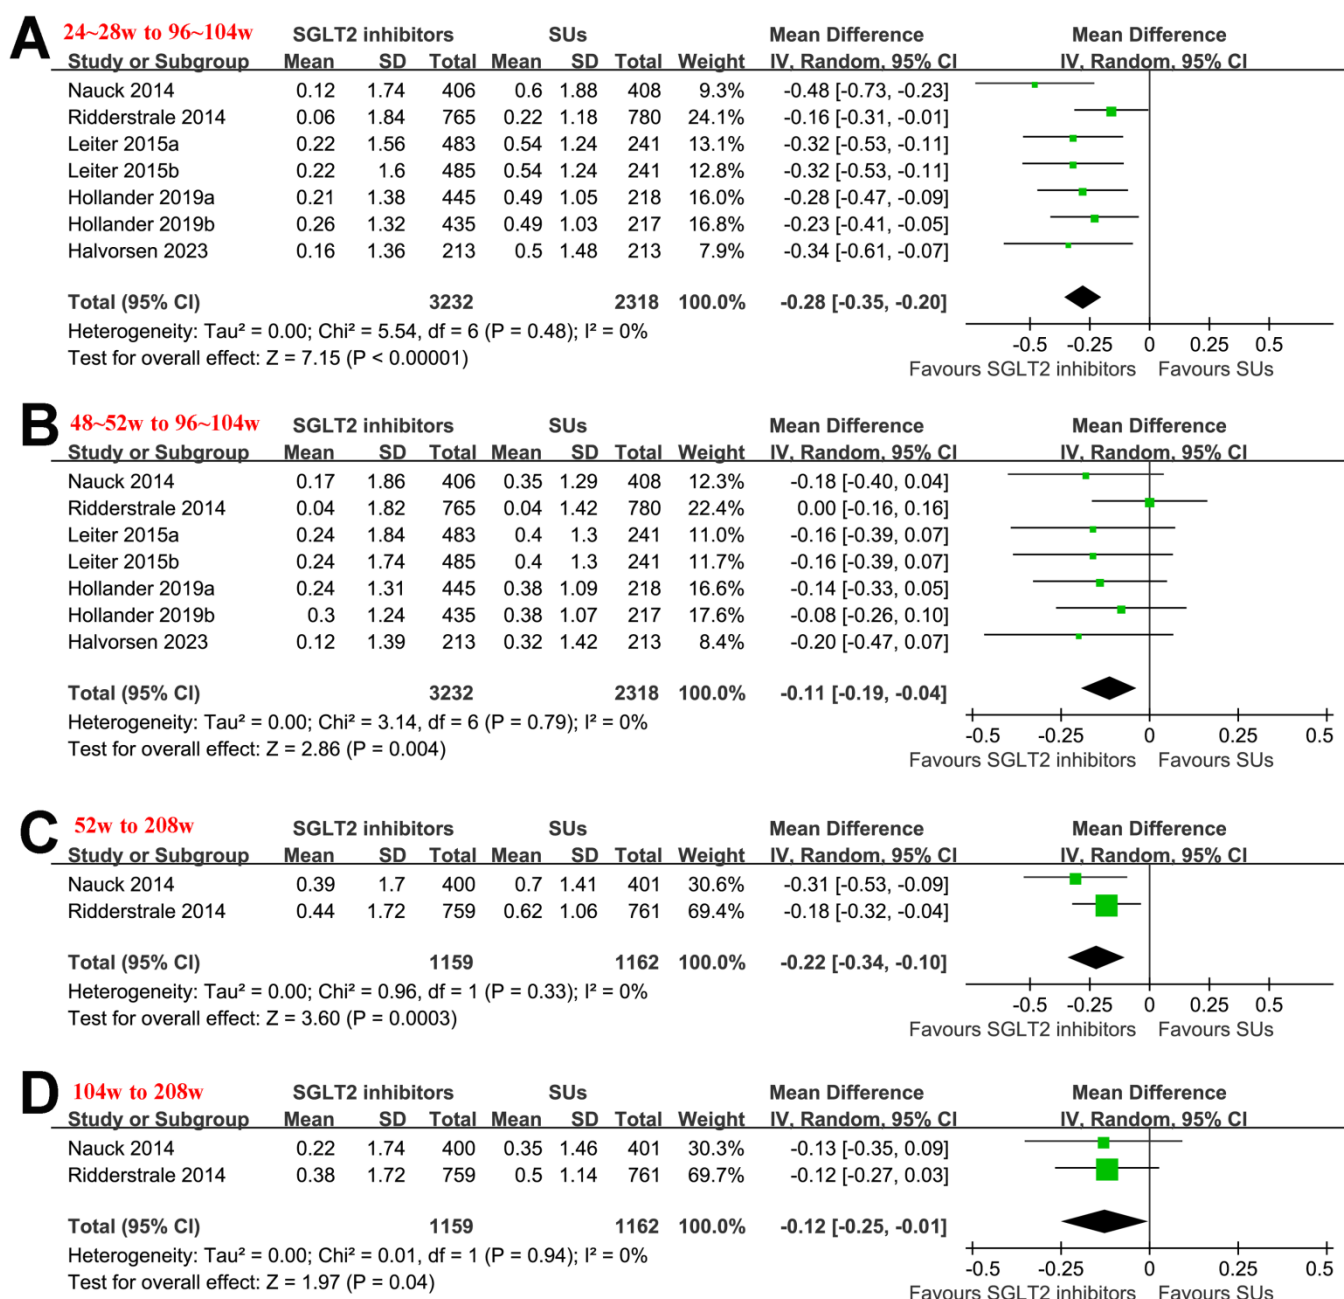 A 24~28w to 96~104w SGLT2 inhibitors SUs Mean Difference Mean Difference
Study or Subgroup Mean SD Total Mean SD Total Weight IV, Random, 95% CI IV, Random, 95% CI
Nauck 2014 0.12 1.74 406 0.6 1.88 408 9.3% -0.48 [-0.73, -0.23]
Ridderstrale 2014 0.06 1.84 765 0.22 1.18 780 24.1% -0.16 [-0.31, -0.01]
Leiter 2015a 0.22 1.56 483 0.54 1.24 241 13.1% -0.32 [-0.53, -0.11]
Leiter 2015b 0.22 1.6 485 0.54 1.24 241 12.8% -0.32 [-0.53, -0.11]
Hollander 2019a 0.21 1.38 445 0.49 1.05 218 16.0% -0.28 [-0.47, -0.09]
Hollander 2019b 0.26 1.32 435 0.49 1.03 217 16.8% -0.23 [-0.41, -0.05]
Halvorsen 2023 0.16 1.36 213 0.5 1.48 213 7.9% -0.34 [-0.61, -0.07]
Total (95% CI) 3232 2318 100.0% -0.28 [-0.35, -0.20]
Heterogeneity: Tau² = 0.00; Chi² = 5.54, df = 6 (P = 0.48); I² = 0%
Test for overall effect: Z = 7.15 (P < 0.00001)
-0.5 -0.25 0 0.25 0.5
Favours SGLT2 inhibitors Favours SUs
B 48~52w to 96~104w SGLT2 inhibitors SUs Mean Difference Mean Difference
Study or Subgroup Mean SD Total Mean SD Total Weight IV, Random, 95% CI IV, Random, 95% CI
Nauck 2014 0.17 1.86 406 0.35 1.29 408 12.3% -0.18 [-0.40, 0.04]
Ridderstrale 2014 0.04 1.82 765 0.04 1.42 780 22.4% 0.00 [-0.16, 0.16]
Leiter 2015a 0.24 1.84 483 0.4 1.3 241 11.0% -0.16 [-0.39, 0.07]
Leiter 2015b 0.24 1.74 485 0.4 1.3 241 11.7% -0.16 [-0.39, 0.07]
Hollander 2019a 0.24 1.31 445 0.38 1.09 218 16.6% -0.14 [-0.33, 0.05]
Hollander 2019b 0.3 1.24 435 0.38 1.07 217 17.6% -0.08 [-0.26, 0.10]
Halvorsen 2023 0.12 1.39 213 0.32 1.42 213 8.4% -0.20 [-0.47, 0.07]
Total (95% CI) 3232 2318 100.0% -0.11 [-0.19, -0.04]
Heterogeneity: Tau² = 0.00; Chi² = 3.14, df = 6 (P = 0.79); I² = 0%
Test for overall effect: Z = 2.86 (P = 0.004)
-0.5 -0.25 0 0.25 0.5
Favours SGLT2 inhibitors Favours SUs
C 52w to 208w SGLT2 inhibitors SUs Mean Difference Mean Difference
Study or Subgroup Mean SD Total Mean SD Total Weight IV, Random, 95% CI IV, Random, 95% CI
Nauck 2014 0.39 1.7 400 0.7 1.41 401 30.6% -0.31 [-0.53, -0.09]
Ridderstrale 2014 0.44 1.72 759 0.62 1.06 761 69.4% -0.18 [-0.32, -0.04]
Total (95% CI) 1159 1162 100.0% -0.22 [-0.34, -0.10]
Heterogeneity: Tau² = 0.00; Chi² = 0.96, df = 1 (P = 0.33); I² = 0%
Test for overall effect: Z = 3.60 (P = 0.0003)
-0.5 -0.25 0 0.25 0.5
Favours SGLT2 inhibitors Favours SUs
D 104w to 208w SGLT2 inhibitors SUs Mean Difference Mean Difference
Study or Subgroup Mean SD Total Mean SD Total Weight IV, Random, 95% CI IV, Random, 95% CI
Nauck 2014 0.22 1.74 400 0.35 1.46 401 30.3% -0.13 [-0.35, 0.09]
Ridderstrale 2014 0.38 1.72 759 0.5 1.14 761 69.7% -0.12 [-0.27, 0.03]
Total (95% CI) 1159 1162 100.0% -0.12 [-0.25, -0.01]
Heterogeneity: Tau² = 0.00; Chi² = 0.01, df = 1 (P = 0.94); I² = 0%
Test for overall effect: Z = 1.97 (P = 0.04)
-0.5 -0.25 0 0.25 0.5
Favours SGLT2 inhibitors Favours SUs